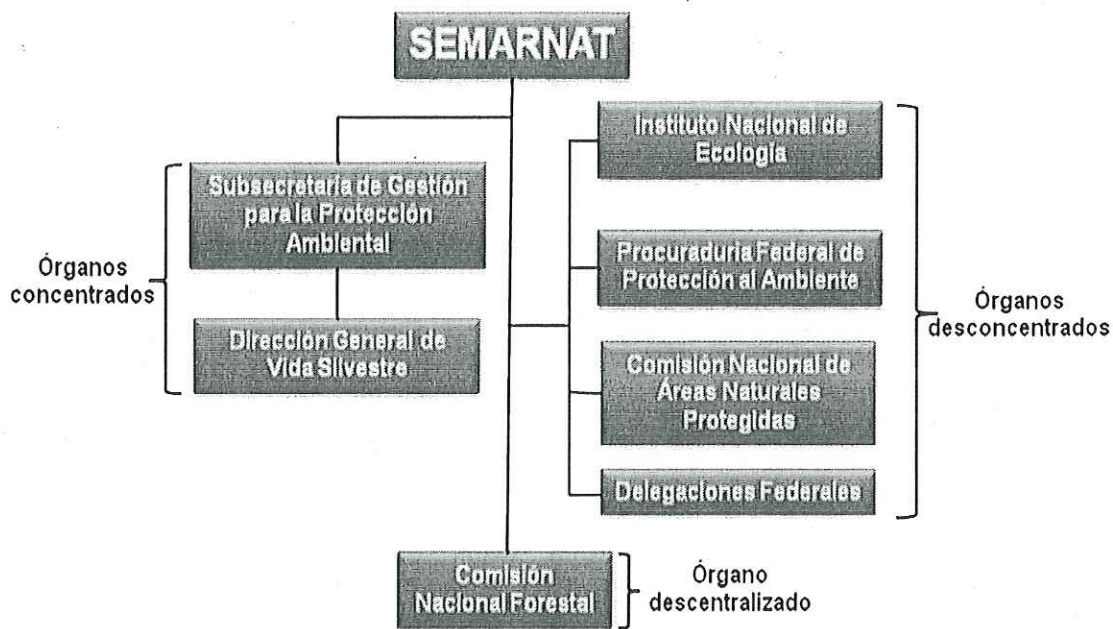 SEMARNAT
Órganos
concentrados
Subsecretaría de Gestión
para la Protección
Ambiental
Dirección General de
Vida Silvestre
Instituto Nacional de
Ecología
Procuraduria Federal de
Protección al Ambiente
Comisión Nacional de
Áreas Naturales
Protegidas
Delegaciones Federales
Órganos
desconcentrados
Comisión
Nacional Forestal
Órgano
descentralizado